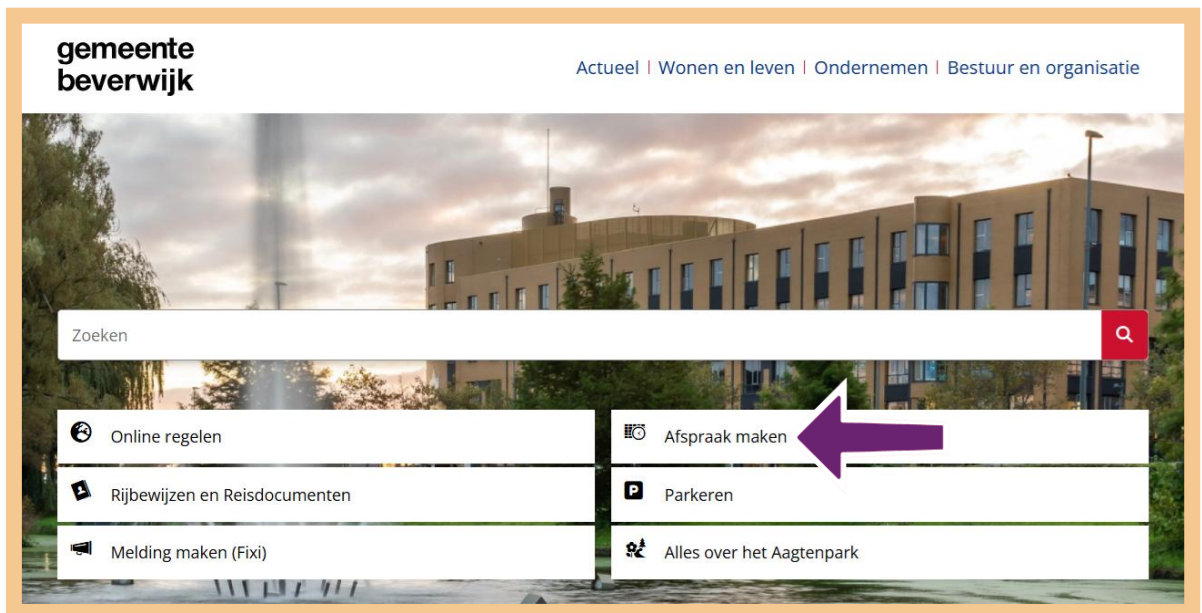 gemeente
beverwijk
Actueel | Wonen en leven | Ondernemen | Bestuur en organisatie
Zoeken
Online regelen
Afspraak maken
Rijbewijzen en Reisdocumenten
P Parkeren
Melding maken (Fixi)
Alles over het Aagtenpark